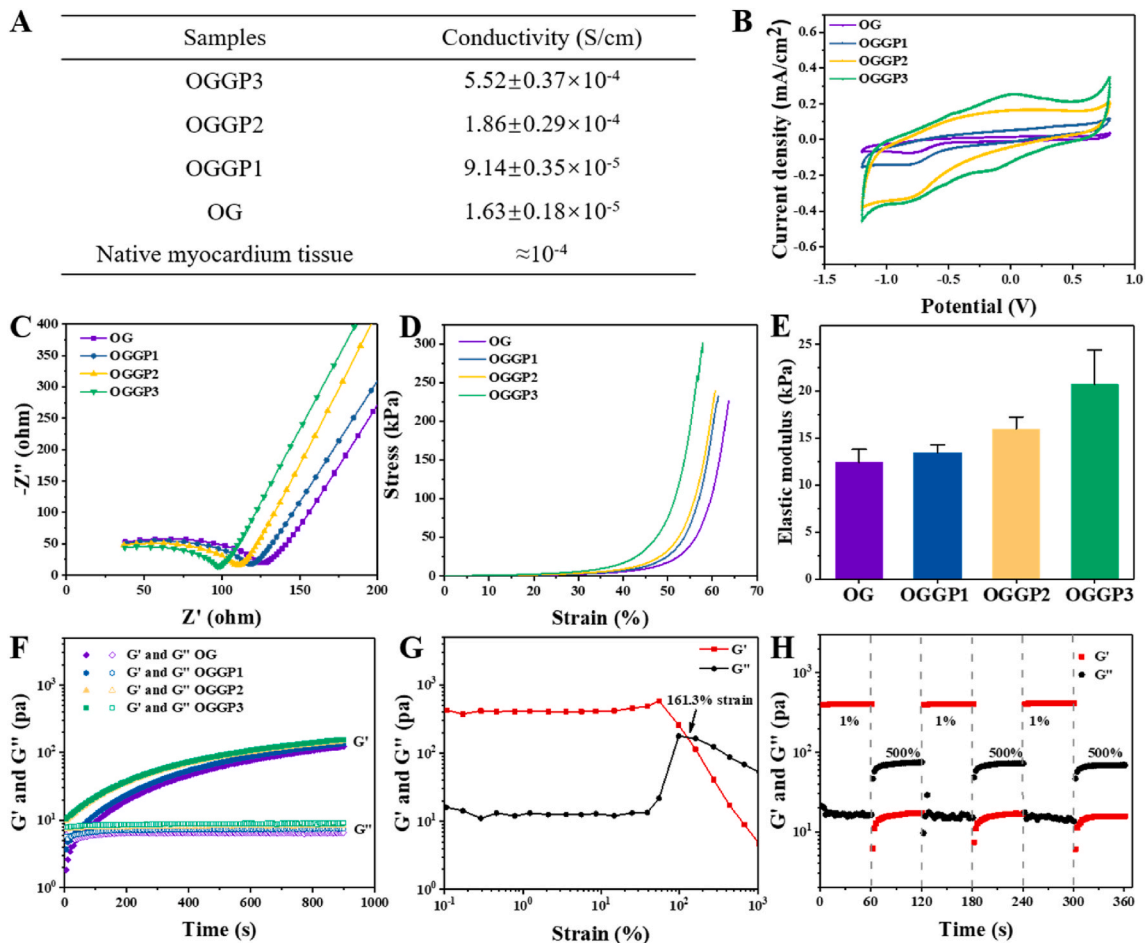 A
Samples Conductivity (S/cm)
OGGP3 5.52±0.37×10⁻⁴
OGGP2 1.86±0.29×10⁻⁴
OGGP1 9.14±0.35×10⁻⁵
OG 1.63±0.18×10⁻⁵
Native myocardium tissue ≈10⁻⁴
B
OG
OGGP1
OGGP2
OGGP3
Current density (mA/cm²)
0.6
0.4
0.2
0.0
-0.2
-0.4
-0.6
-1.5 -1.0 -0.5 0.0 0.5 1.0
Potential (V)
C
OG
OGGP1
OGGP2
OGGP3
-Z'' (ohm)
400
350
300
250
200
150
100
50
0
0 50 100 150 200
Z' (ohm)
D
OG
OGGP1
OGGP2
OGGP3
Stress (kPa)
300
250
200
150
100
50
0
0 10 20 30 40 50 60 70
Strain (%)
E
Elastic modulus (kPa)
25
20
15
10
5
0
OG OGGP1 OGGP2 OGGP3
F
G' and G'' OG
G' and G'' OGGP1
G' and G'' OGGP2
G' and G'' OGGP3
G' and G'' (pa)
10³
10²
10¹
10⁰
G'
G''
0 200 400 600 800 1000
Time (s)
G
G'
G''
161.3% strain
G' and G'' (pa)
10³
10²
10¹
10⁰
10⁻¹ 10⁰ 10¹ 10² 10³
Strain (%)
H
G'
G''
G' and G'' (pa)
10³
10²
10¹
1% 1% 1%
500% 500% 500%
0 60 120 180 240 300 360
Time (s)